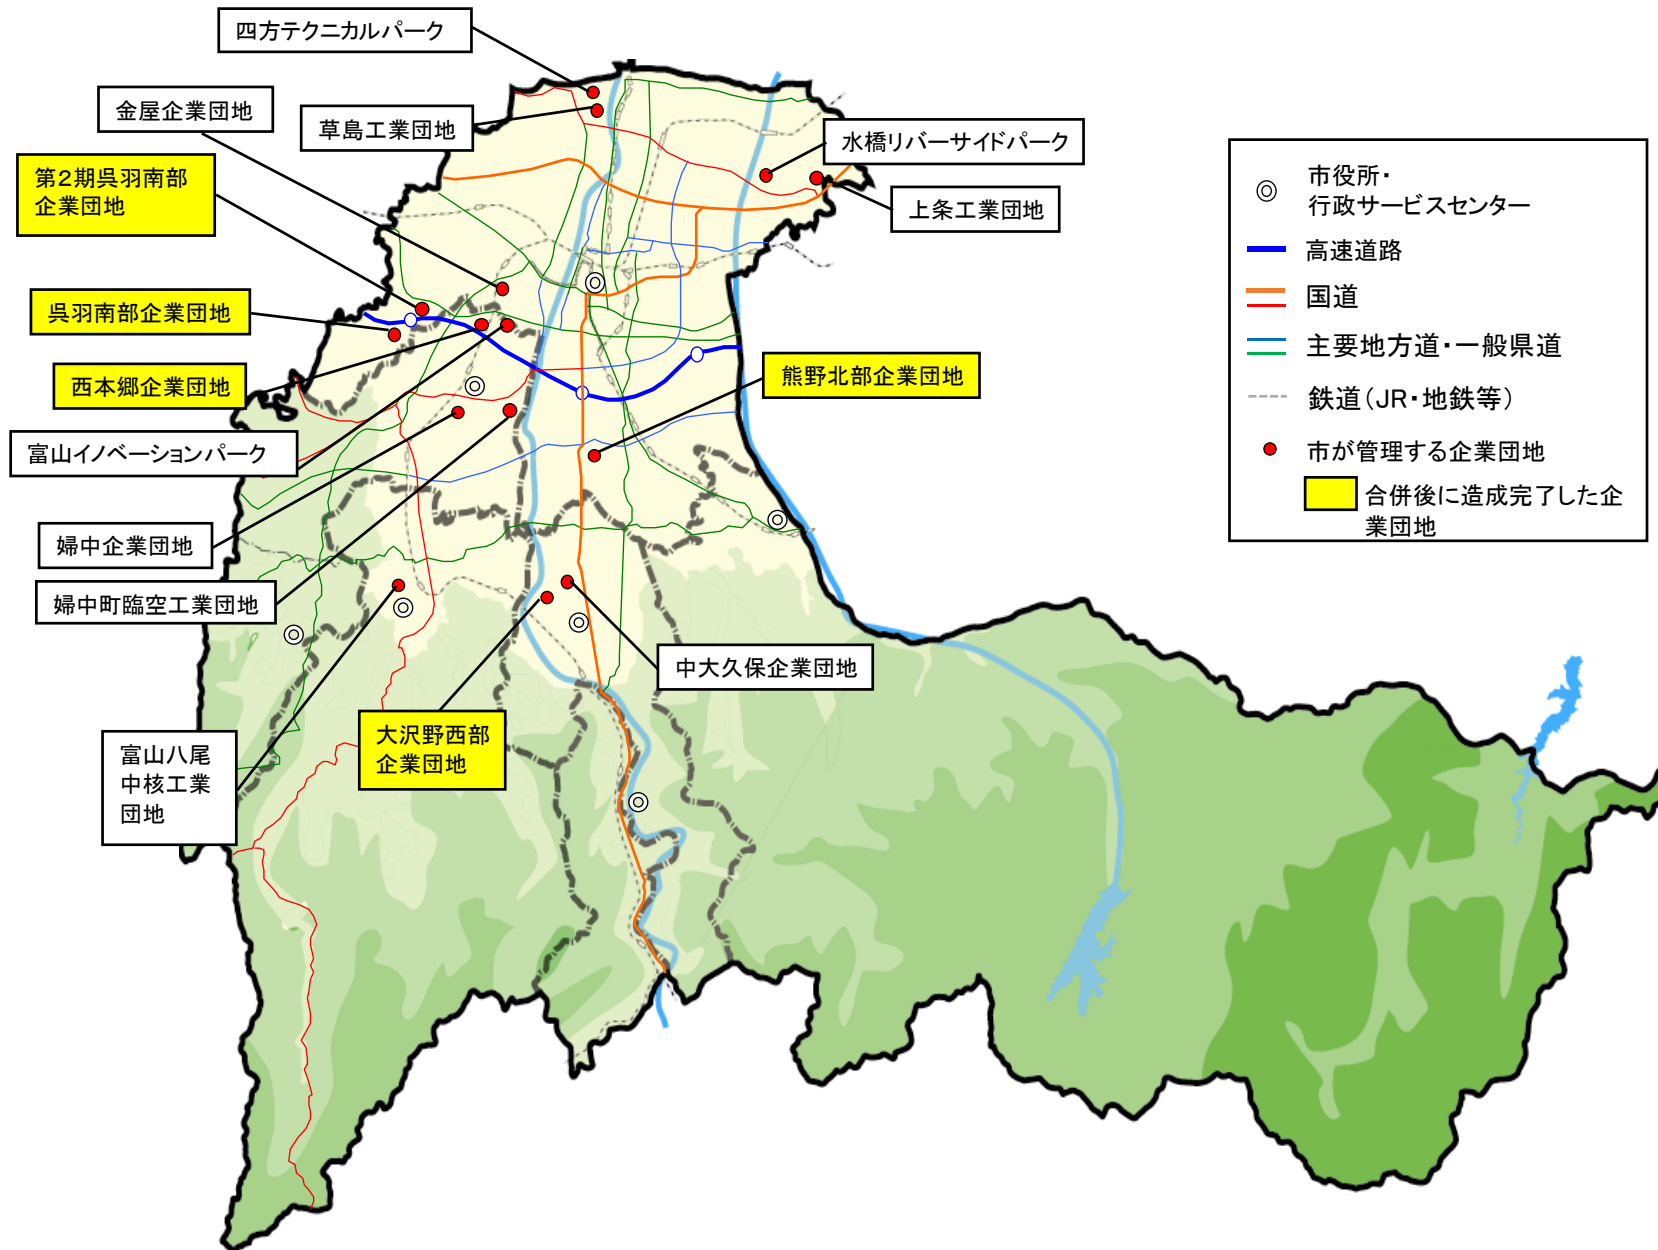 四方テクニカルパーク
金屋企業団地
草島工業団地
水橋リバーサイドパーク
第2期呉羽南部
企業団地
上条工業団地
呉羽南部企業団地
西本郷企業団地
熊野北部企業団地
富山イノベーションパーク
婦中企業団地
婦中町臨空工業団地
中大久保企業団地
大沢野西部
企業団地
富山八尾
中核工業
団地
市役所・
行政サービスセンター
高速道路
国道
主要地方道・一般県道
鉄道(JR・地鉄等)
市が管理する企業団地
合併後に造成完了した企
業団地